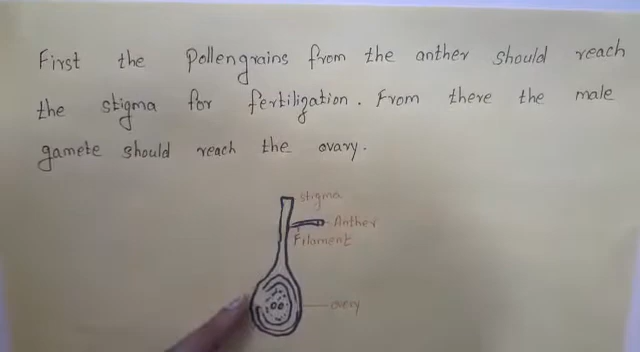 First the Pollengrains from the anther should reach
the stigma for fertilization. From there the male
gamete should reach the ovary.
stigma
Anther
Filament
ovary